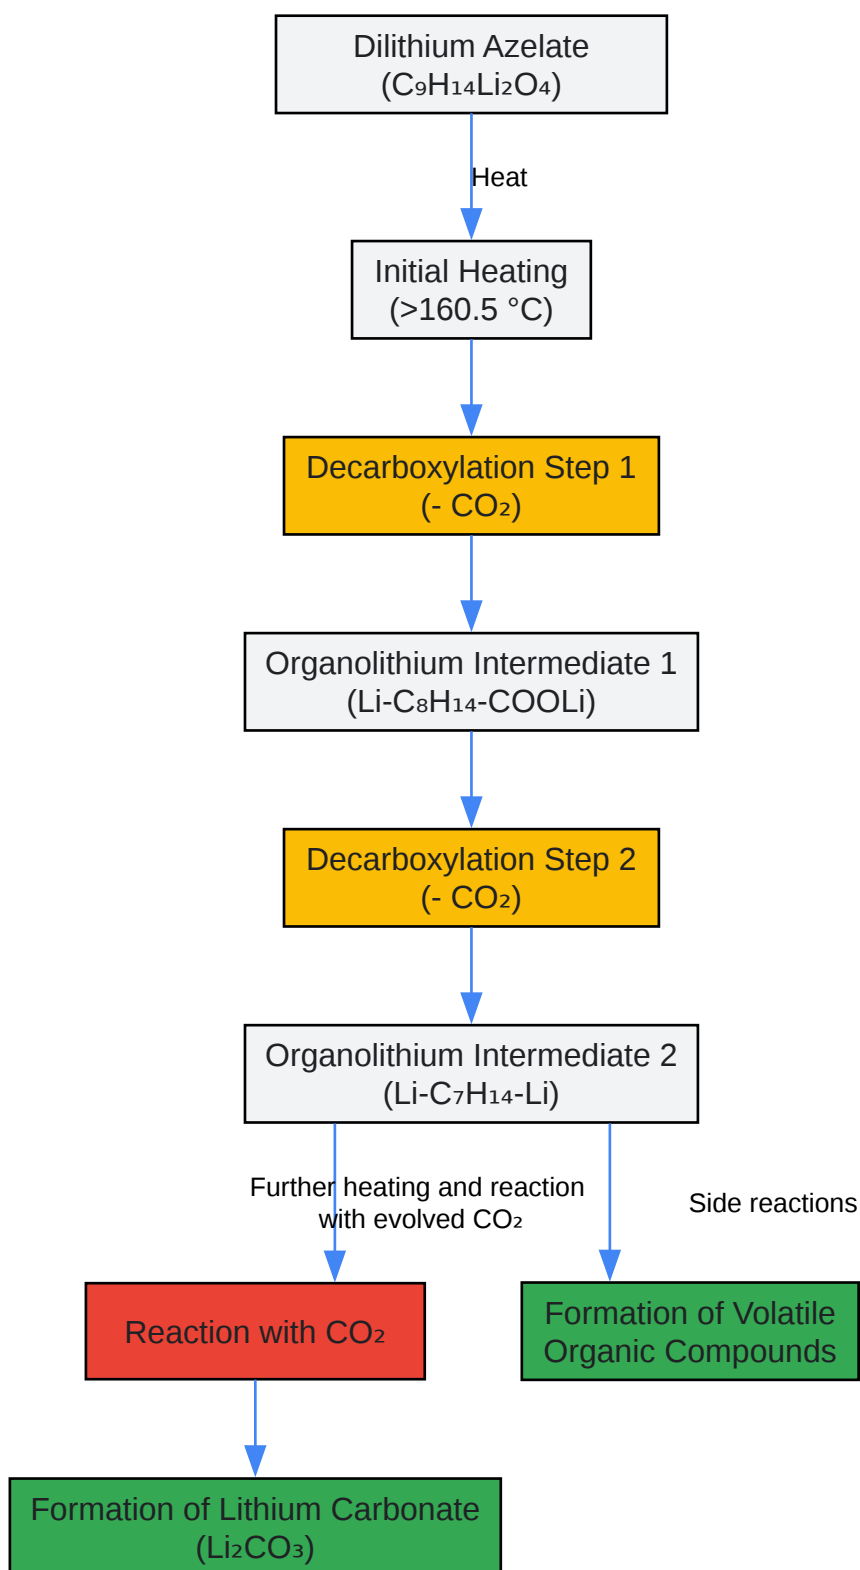 Dilithium Azelate
(C₉H₁₄Li₂O₄)
Heat
Initial Heating
(>160.5 °C)
Decarboxylation Step 1
(- CO₂)
Organolithium Intermediate 1
(Li-C₈H₁₄-COOLi)
Decarboxylation Step 2
(- CO₂)
Organolithium Intermediate 2
(Li-C₇H₁₄-Li)
Further heating and reaction
with evolved CO₂
Side reactions
Reaction with CO₂
Formation of Volatile
Organic Compounds
Formation of Lithium Carbonate
(Li₂CO₃)